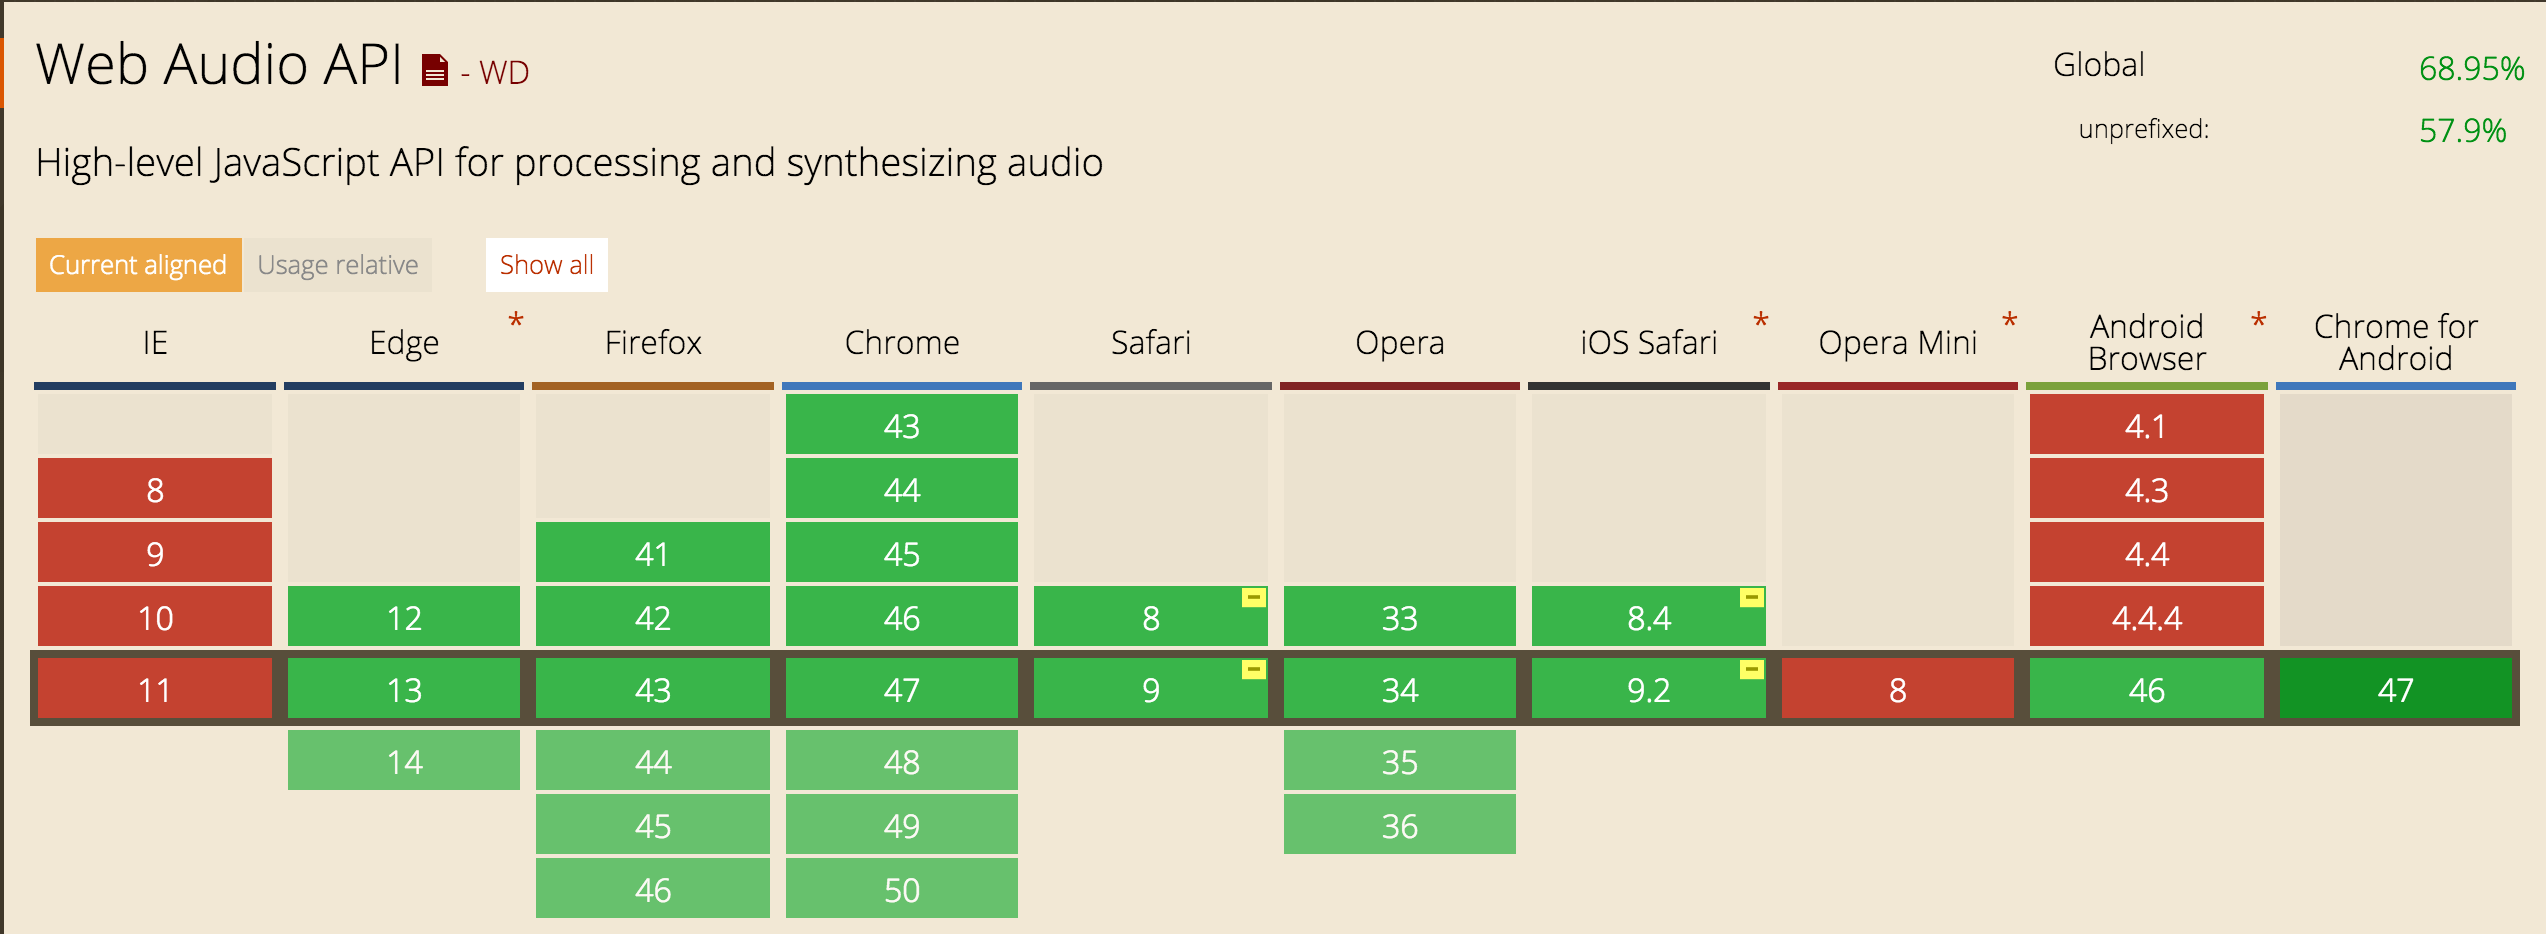 Web Audio API - WD
Global 68.95%
unprefixed: 57.9%
High-level JavaScript API for processing and synthesizing audio
Current aligned Usage relative Show all
IE Edge * Firefox Chrome Safari Opera iOS Safari * Opera Mini * Android Browser * Chrome for Android
43 4.1
8 44 4.3
9 41 45 4.4
10 12 42 46 8 - 33 8.4 - 4.4.4
11 13 43 47 9 - 34 9.2 - 8 46 47
14 44 48 35
45 49 36
46 50